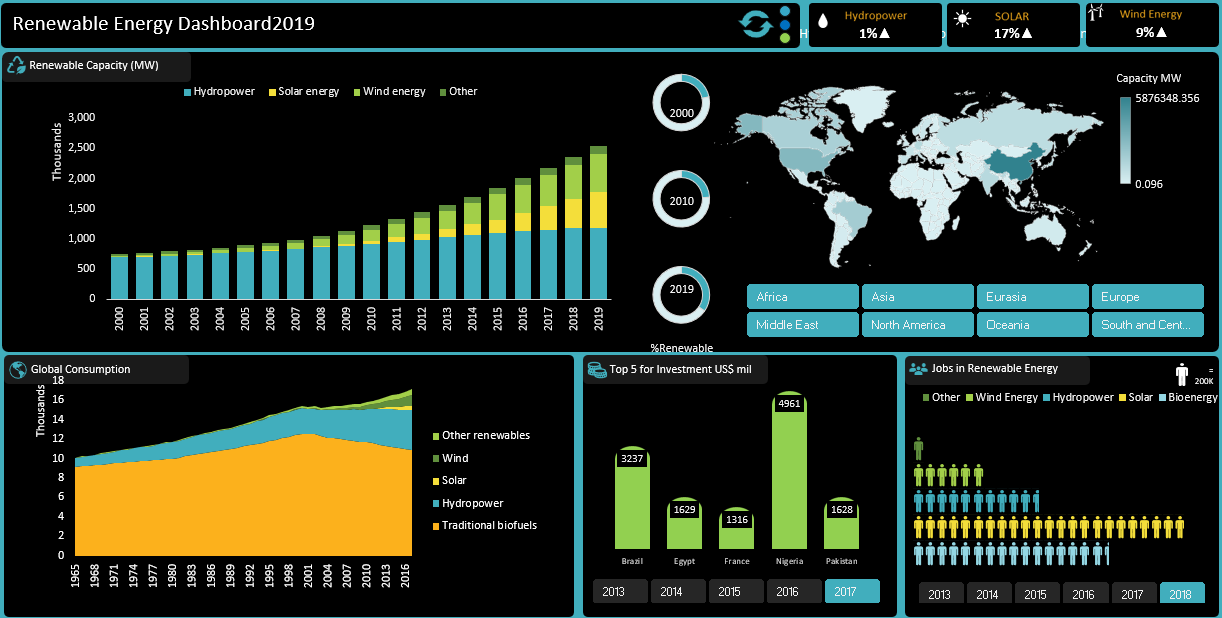 Renewable Energy Dashboard2019
Hydropower
1%▲
SOLAR
17%▲
Wind Energy
9%▲
Renewable Capacity (MW)
Hydropower Solar energy Wind energy Other
Thousands
3,000
2,500
2,000
1,500
1,000
500
0
2000 2001 2002 2003 2004 2005 2006 2007 2008 2009 2010 2011 2012 2013 2014 2015 2016 2017 2018 2019
2000
2010
2019
%Renewable
Capacity MW
5876348.356
0.096
Africa Asia Eurasia Europe
Middle East North America Oceania South and Cent...
Global Consumption
Thousands
18
16
14
12
10
8
6
4
2
0
1965 1968 1971 1974 1977 1980 1983 1986 1989 1992 1995 1998 2001 2004 2007 2010 2013 2016
Other renewables
Wind
Solar
Hydropower
Traditional biofuels
Top 5 for Investment US$ mil
3237
1629
1316
4961
1628
Brazil Egypt France Nigeria Pakistan
2013 2014 2015 2016 2017
Jobs in Renewable Energy
=
200K
Other Wind Energy Hydropower Solar Bioenergy
2013 2014 2015 2016 2017 2018